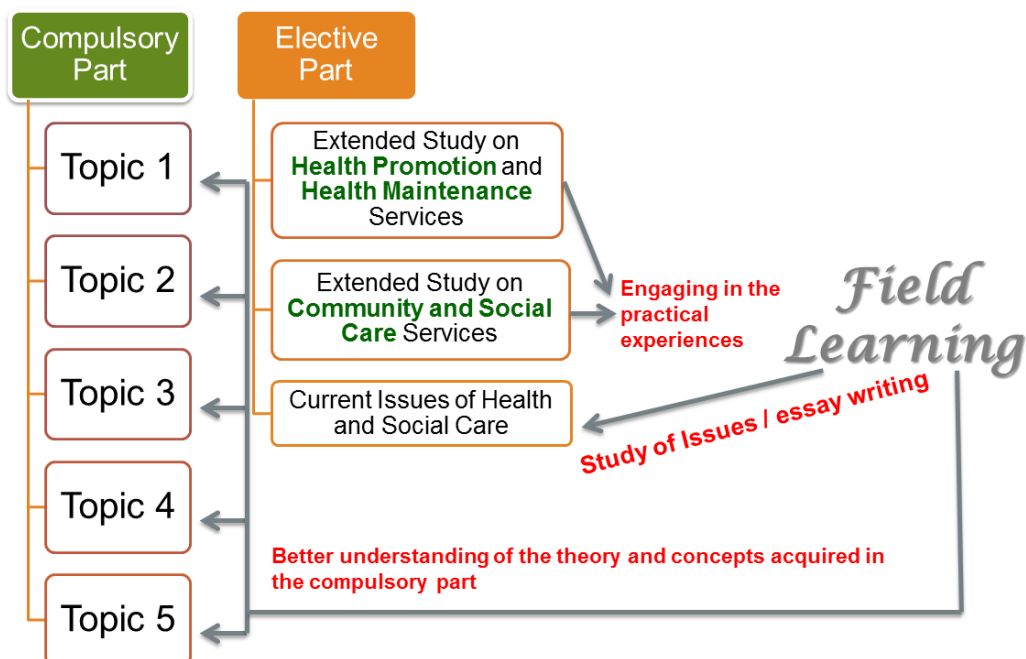 Compulsory
Part
Elective
Part
Topic 1
Topic 2
Topic 3
Topic 4
Topic 5
Extended Study on
Health Promotion and
Health Maintenance
Services
Extended Study on
Community and Social
Care Services
Current Issues of Health
and Social Care
Engaging in the
practical
experiences
Field
Learning
Study of Issues / essay writing
Better understanding of the theory and concepts acquired in
the compulsory part